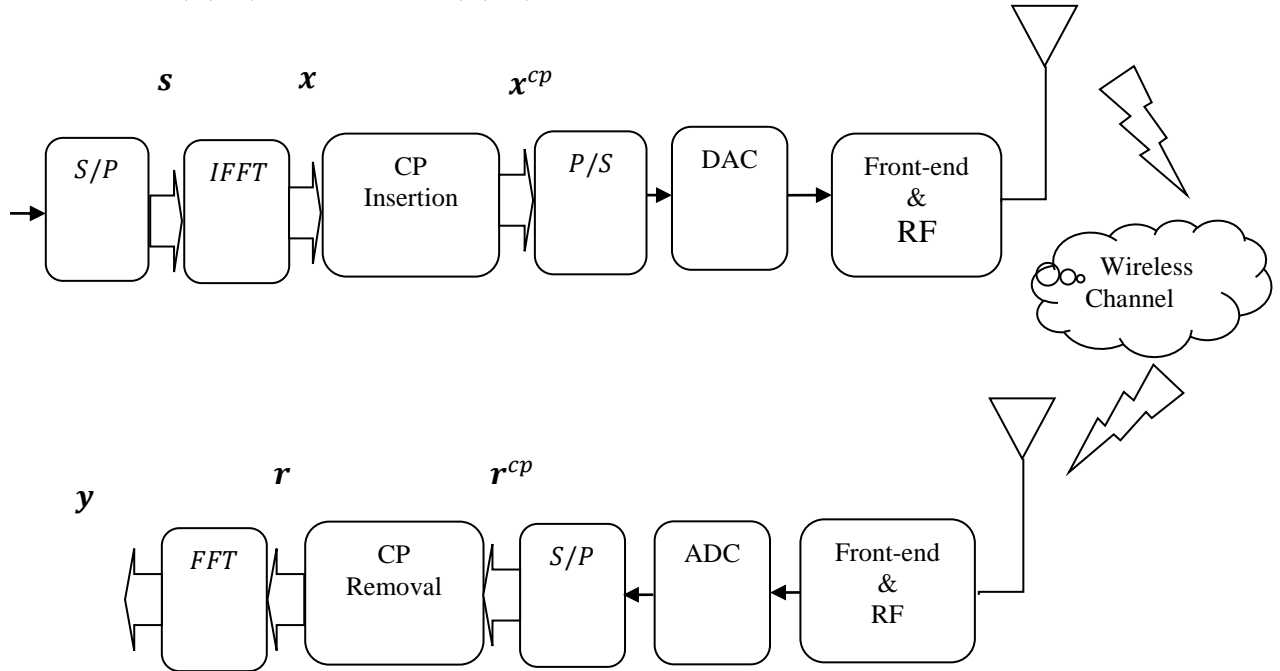 s
x
x^{cp}
S/P
IFFT
CP
Insertion
P/S
DAC
Front-end
&
RF
Wireless
Channel
y
r
r^{cp}
FFT
CP
Removal
S/P
ADC
Front-end
&
RF